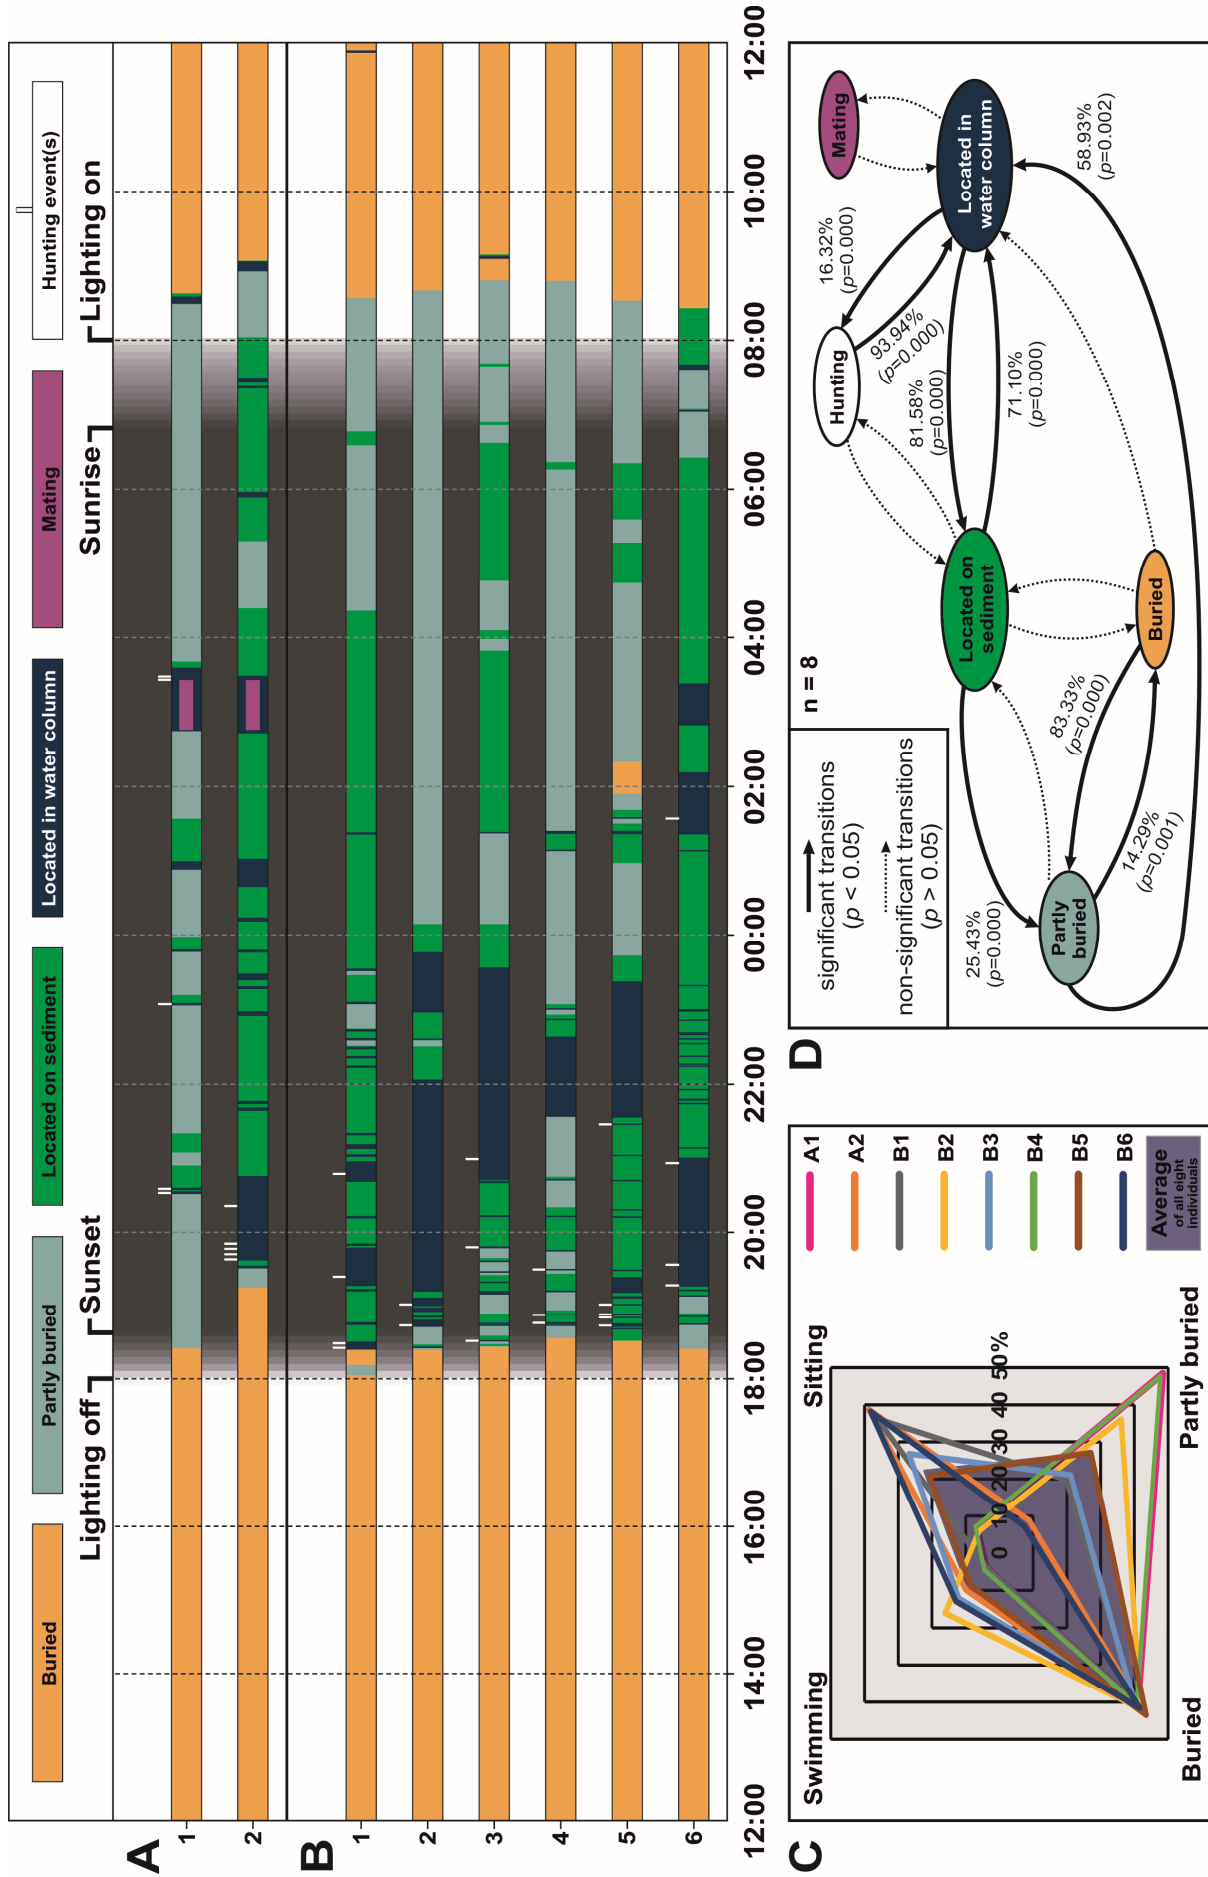 Buried
Partly buried
Located on sediment
Located in water column
Mating
Hunting event(s)
Lighting off
Sunset
Sunrise
Lighting on
A
1
2
B
1
2
3
4
5
6
12:00
14:00
16:00
18:00
20:00
22:00
00:00
02:00
04:00
06:00
08:00
10:00
12:00
C
Swimming
Sitting
0
10
20
30
40
50%
Buried
Partly buried
A1
A2
B1
B2
B3
B4
B5
B6
Average
of all eight
individuals
D
significant transitions
(p < 0.05)
non-significant transitions
(p > 0.05)
n = 8
Hunting
Mating
Located on
sediment
Located in
water column
Partly
buried
Buried
16.32%
(p=0.000)
93.94%
(p=0.000)
81.58%
(p=0.000)
71.10%
(p=0.000)
25.43%
(p=0.000)
83.33%
(p=0.000)
14.29%
(p=0.001)
58.93%
(p=0.002)